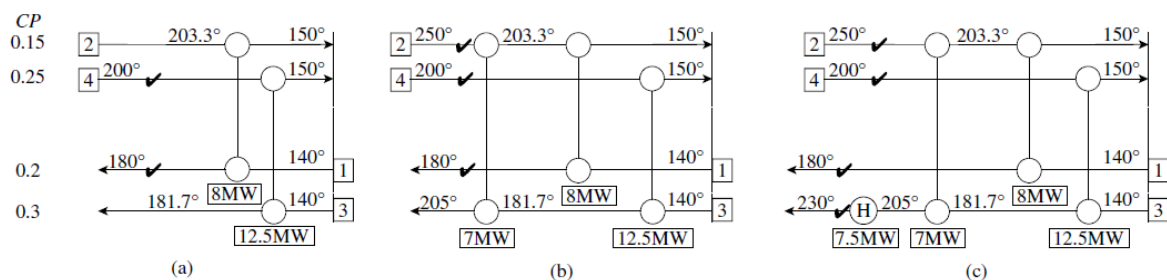 CP
0.15 2 203.3° 150° 2 250° 203.3° 150° 2 250° 203.3° 150°
0.25 4 200° 150° 4 200° 150° 4 200° 150°
0.2 180° 140° 1 180° 140° 1 180° 140° 1
8MW 8MW 8MW
0.3 181.7° 140° 3 205° 181.7° 140° 3 230° H 205° 181.7° 140° 3
12.5MW 7MW 12.5MW 7.5MW 7MW 12.5MW
(a) (b) (c)